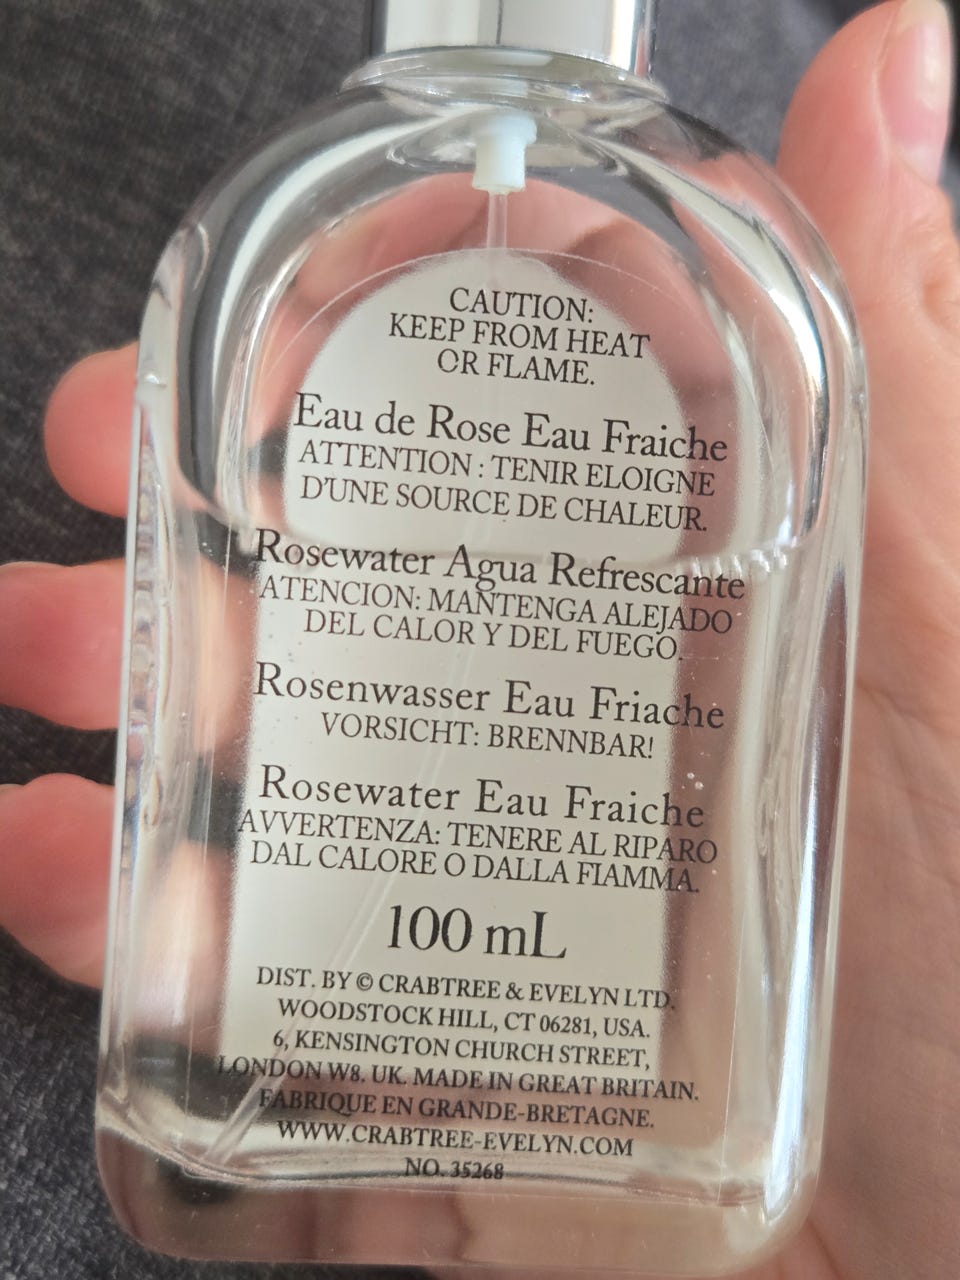 CAUTION:
KEEP FROM HEAT
OR FLAME.
Eau de Rose Eau Fraiche
ATTENTION : TENIR ELOIGNE
D'UNE SOURCE DE CHALEUR.
Rosewater Agua Refrescante
ATENCION: MANTENGA ALEJADO
DEL CALOR Y DEL FUEGO.
Rosenwasser Eau Friache
VORSICHT: BRENNBAR!
Rosewater Eau Fraiche
AVVERTENZA: TENERE AL RIPARO
DAL CALORE O DALLA FIAMMA.
100 mL
DIST. BY © CRABTREE & EVELYN LTD.
WOODSTOCK HILL, CT 06281, USA.
6, KENSINGTON CHURCH STREET,
LONDON W8. UK. MADE IN GREAT BRITAIN.
FABRIQUE EN GRANDE-BRETAGNE.
WWW.CRABTREE-EVELYN.COM
NO. 35268